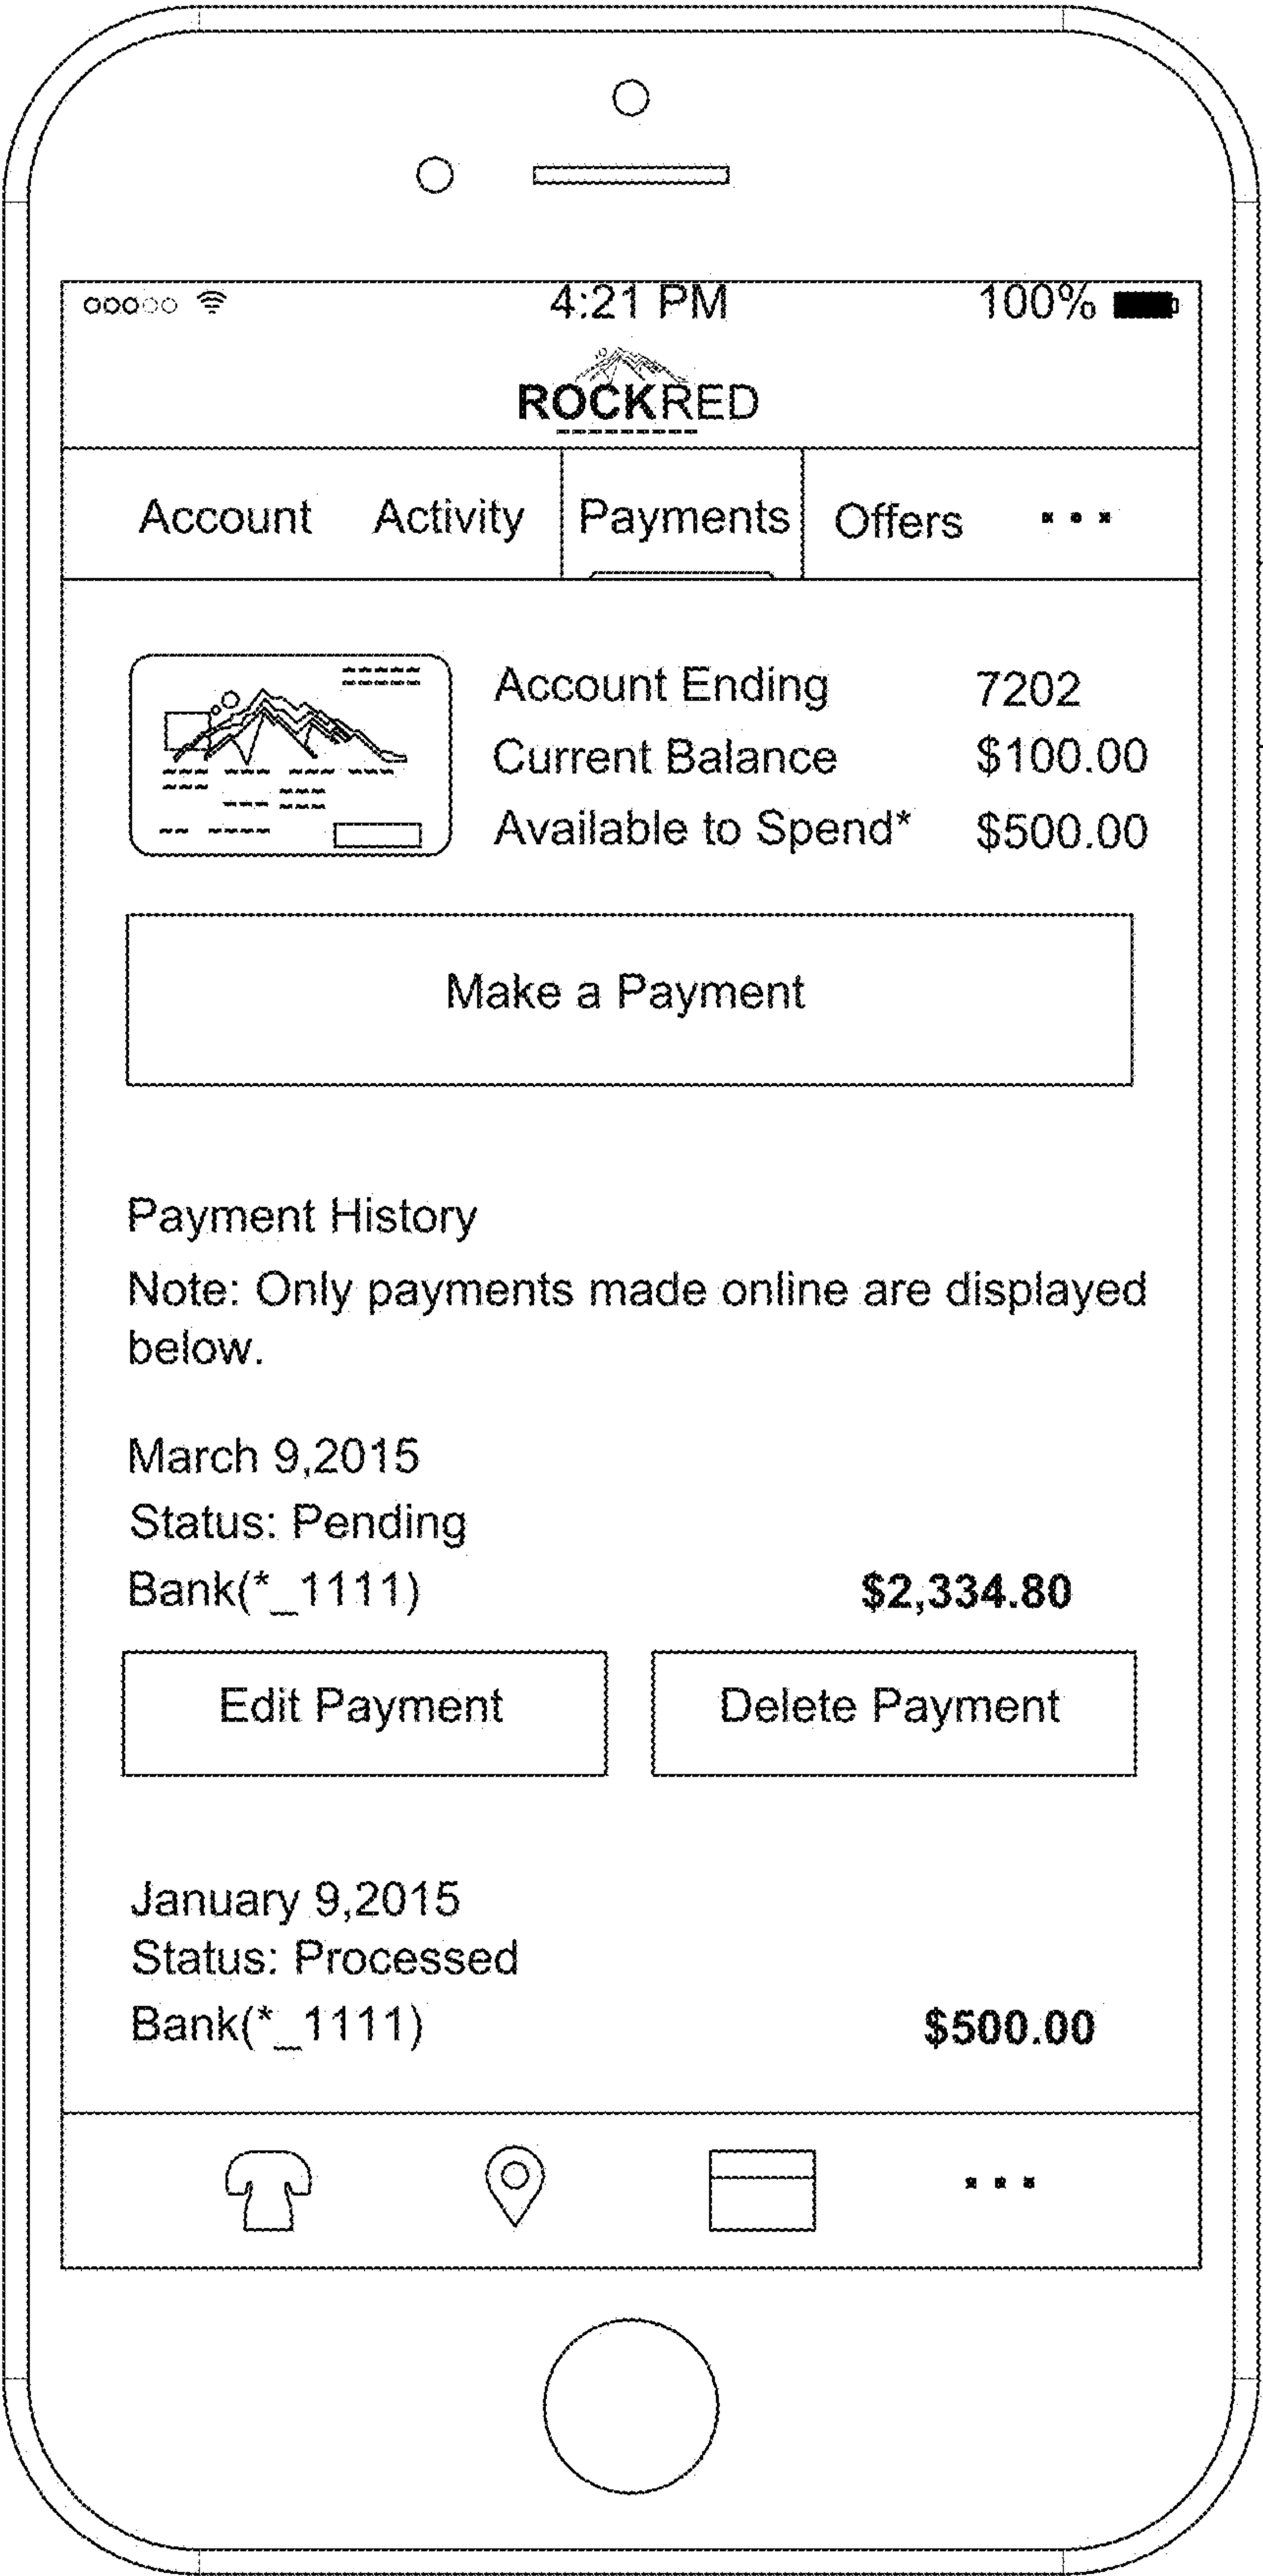 4:21 PM 100%
ROCKRED
Account Activity Payments Offers ...
Account Ending 7202
Current Balance $100.00
Available to Spend* $500.00
Make a Payment
Payment History
Note: Only payments made online are displayed
below.
March 9,2015
Status: Pending
Bank(*_1111) $2,334.80
Edit Payment Delete Payment
January 9,2015
Status: Processed
Bank(*_1111) $500.00
...